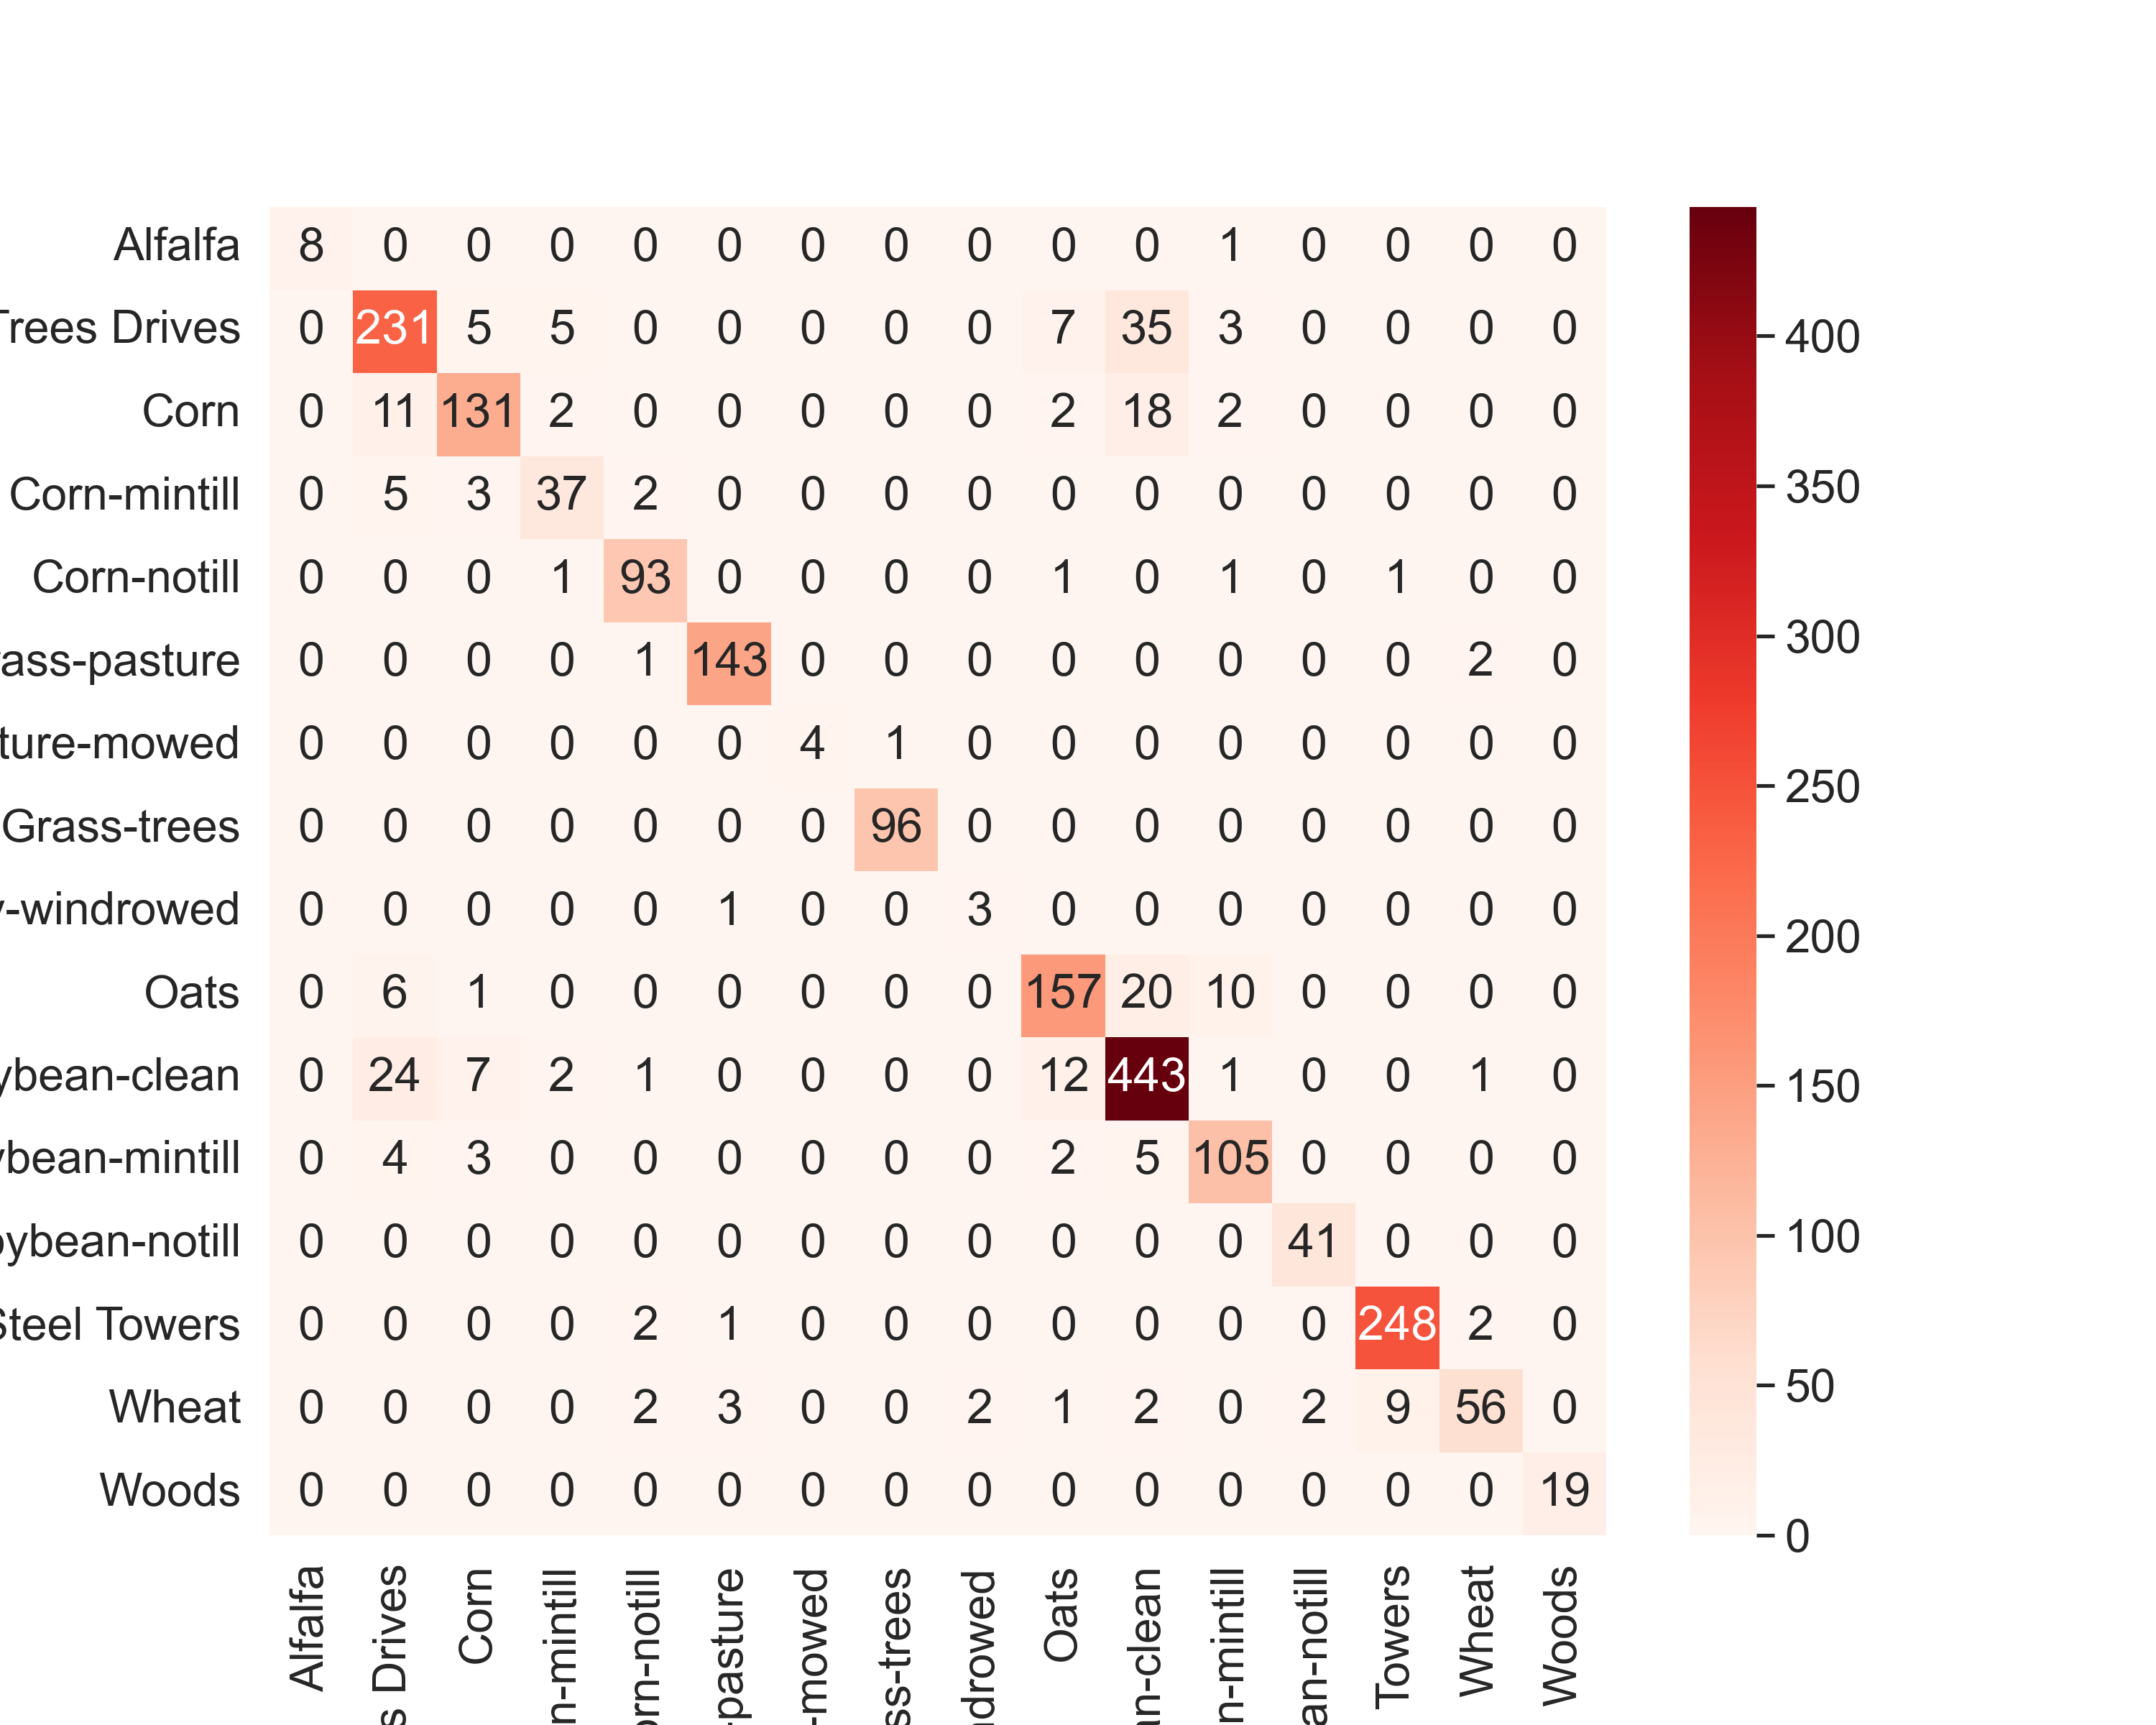 Alfalfa 8 0 0 0 0 0 0 0 0 0 0 1 0 0 0 0
Trees Drives 0 231 5 5 0 0 0 0 0 7 35 3 0 0 0 0
Corn 0 11 131 2 0 0 0 0 0 2 18 2 0 0 0 0
Corn-mintill 0 5 3 37 2 0 0 0 0 0 0 0 0 0 0 0
Corn-notill 0 0 0 1 93 0 0 0 0 1 0 1 0 1 0 0
ass-pasture 0 0 0 0 1 143 0 0 0 0 0 0 0 0 2 0
ture-mowed 0 0 0 0 0 0 4 1 0 0 0 0 0 0 0 0
Grass-trees 0 0 0 0 0 0 0 96 0 0 0 0 0 0 0 0
y-windrowed 0 0 0 0 0 1 0 0 3 0 0 0 0 0 0 0
Oats 0 6 1 0 0 0 0 0 0 157 20 10 0 0 0 0
ybean-clean 0 24 7 2 1 0 0 0 0 12 443 1 0 0 1 0
ybean-mintill 0 4 3 0 0 0 0 0 0 2 5 105 0 0 0 0
oybean-notill 0 0 0 0 0 0 0 0 0 0 0 0 41 0 0 0
Steel Towers 0 0 0 0 2 1 0 0 0 0 0 0 0 248 2 0
Wheat 0 0 0 0 2 3 0 0 2 1 2 0 2 9 56 0
Woods 0 0 0 0 0 0 0 0 0 0 0 0 0 0 0 19
Alfalfa
s Drives
Corn
n-mintill
orn-notill
-pasture
-mowed
ss-trees
ndrowed
Oats
an-clean
n-mintill
an-notill
Towers
Wheat
Woods
400
350
300
250
200
150
100
50
0